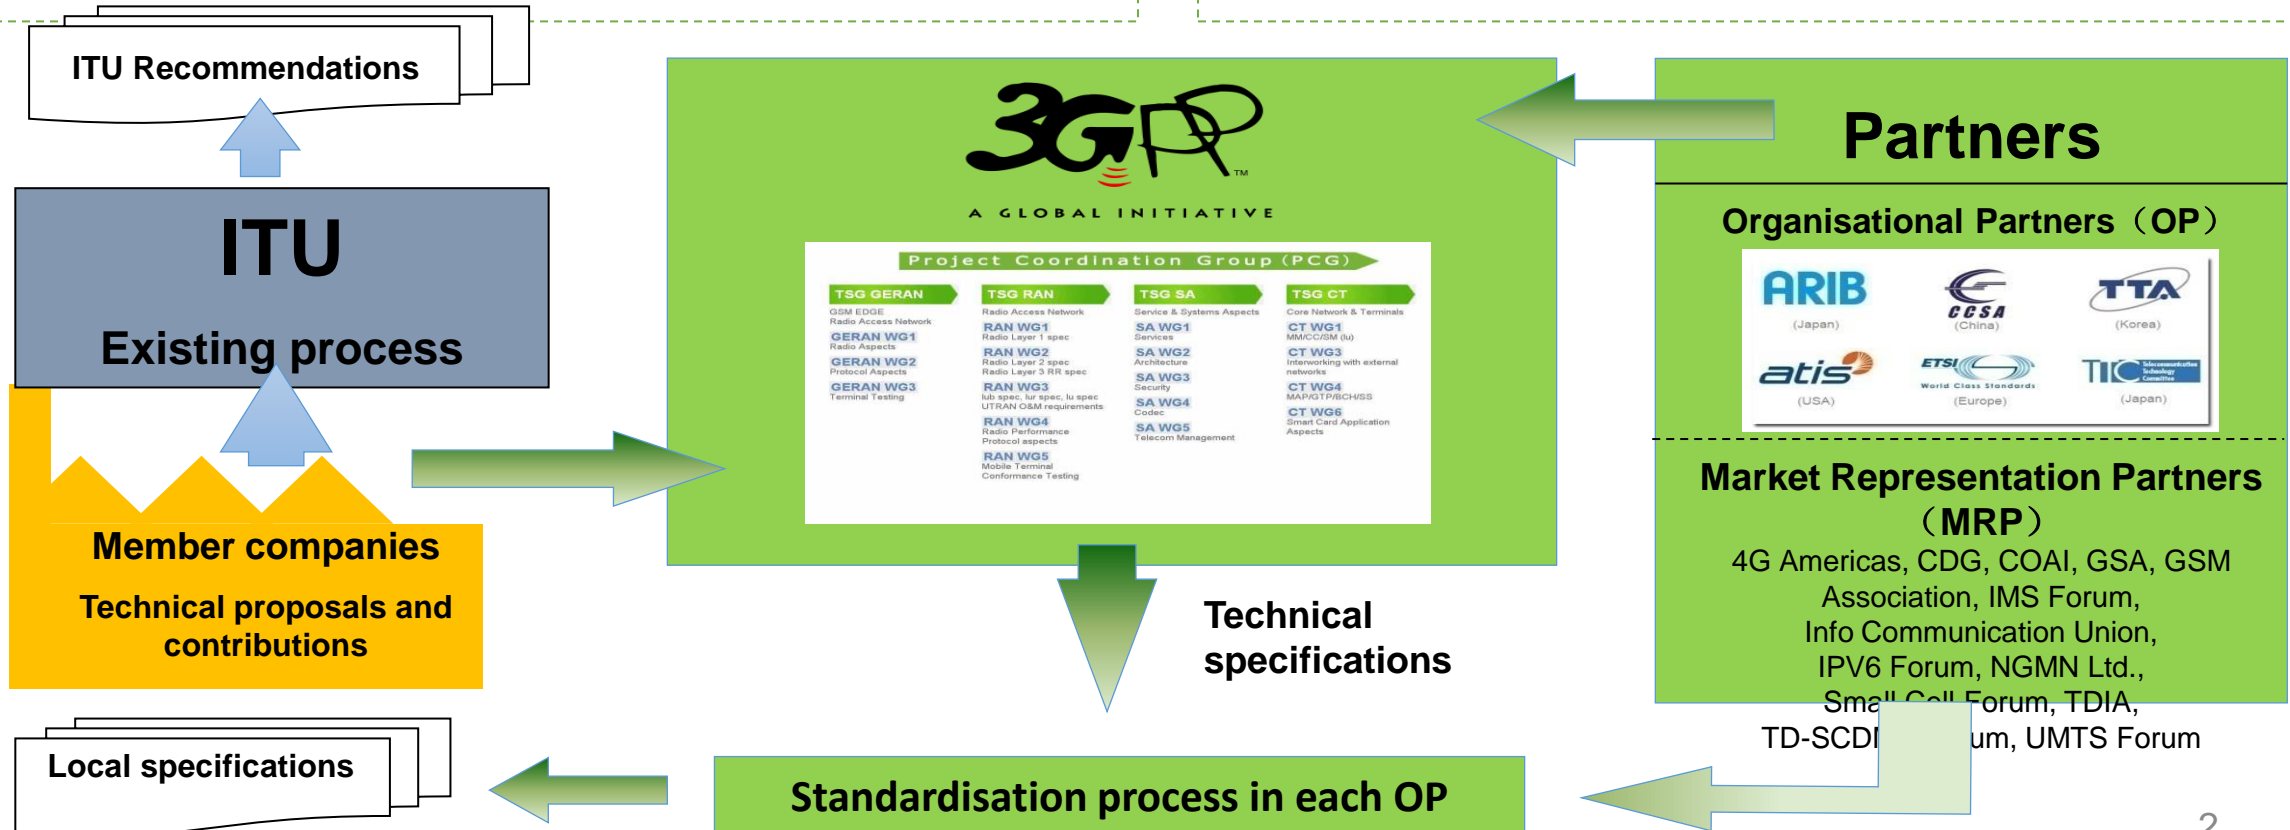 ITU Recommendations
ITU
Existing process
Member companies
Technical proposals and
contributions
Local specifications
3GPP
TM
A GLOBAL INITIATIVE
Project Coordination Group (PCG)
TSG GERAN
GSM EDGE
Radio Access Network
GERAN WG1
Radio Aspects
GERAN WG2
Protocol Aspects
GERAN WG3
Terminal Testing
TSG RAN
Radio Access Network
RAN WG1
Radio Layer 1 spec
RAN WG2
Radio Layer 2 spec
Radio Layer 3 RR spec
RAN WG3
Iub spec, Iur spec, Iu spec
UTRAN O&M requirements
RAN WG4
Radio Performance
Protocol aspects
RAN WG5
Mobile Terminal
Conformance Testing
TSG SA
Service & Systems Aspects
SA WG1
Services
SA WG2
Architecture
SA WG3
Security
SA WG4
Codec
SA WG5
Telecom Management
TSG CT
Core Network & Terminals
CT WG1
MM/CC/SM (Iu)
CT WG3
Interworking with external
networks
CT WG4
MAP/GTP/BCH/SS
CT WG6
Smart Card Application
Aspects
Technical
specifications
Standardisation process in each OP
Partners
Organisational Partners（OP）
ARIB
(Japan)
CCSA
(China)
TTA
(Korea)
atis
(USA)
ETSI
World Class Standards
(Europe)
TTC
Telecommunication
Technology
Committee
(Japan)
Market Representation Partners
（MRP）
4G Americas, CDG, COAI, GSA, GSM
Association, IMS Forum,
Info Communication Union,
IPV6 Forum, NGMN Ltd.,
Small Cell Forum, TDIA,
UMTS Forum
2